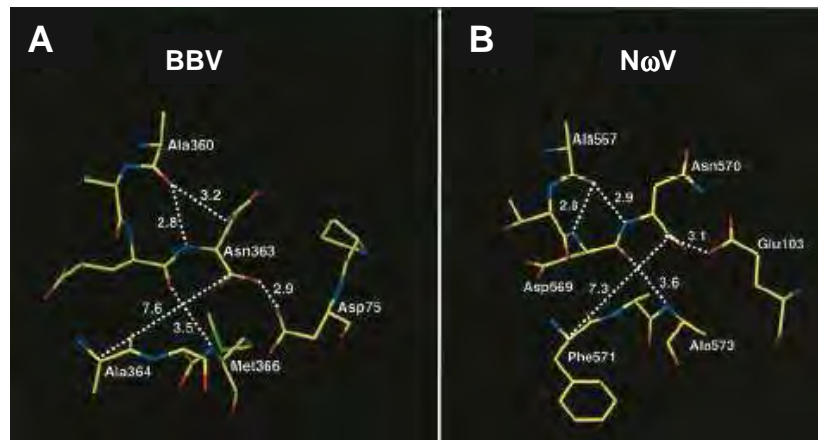 A
BBV
Ala360
3.2
2.8
Asn363
2.9
7.6
3.5
Asp75
Ala364
Met366
B
NωV
Ala567
Asn570
2.8
2.9
3.1
Glu103
Asp569
7.3
3.6
Phe571
Ala573